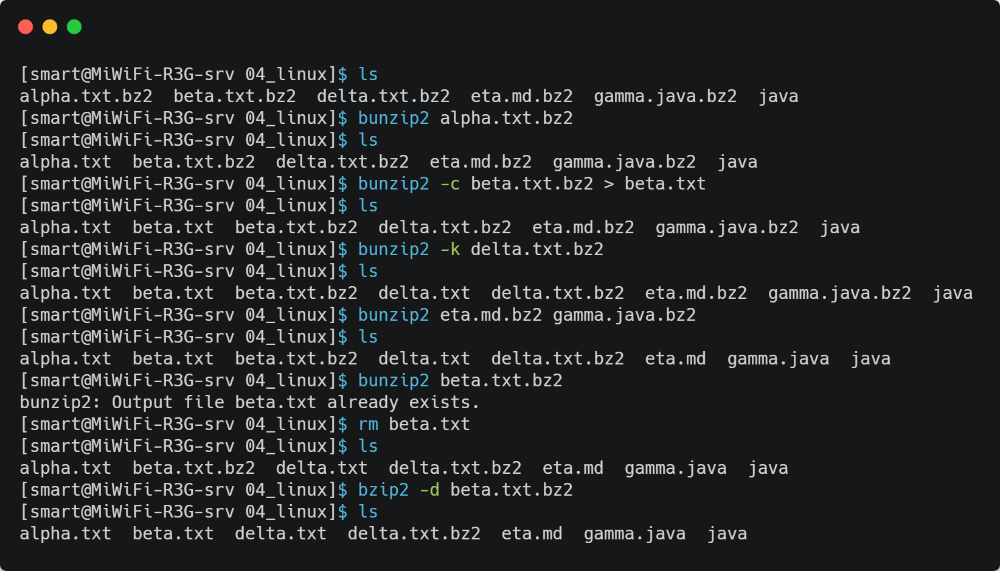 [smart@MiWiFi-R3G-srv 04_linux]$ ls
alpha.txt.bz2  beta.txt.bz2  delta.txt.bz2  eta.md.bz2  gamma.java.bz2  java
[smart@MiWiFi-R3G-srv 04_linux]$ bunzip2 alpha.txt.bz2
[smart@MiWiFi-R3G-srv 04_linux]$ ls
alpha.txt  beta.txt.bz2  delta.txt.bz2  eta.md.bz2  gamma.java.bz2  java
[smart@MiWiFi-R3G-srv 04_linux]$ bunzip2 -c beta.txt.bz2 > beta.txt
[smart@MiWiFi-R3G-srv 04_linux]$ ls
alpha.txt  beta.txt  beta.txt.bz2  delta.txt.bz2  eta.md.bz2  gamma.java.bz2  java
[smart@MiWiFi-R3G-srv 04_linux]$ bunzip2 -k delta.txt.bz2
[smart@MiWiFi-R3G-srv 04_linux]$ ls
alpha.txt  beta.txt  beta.txt.bz2  delta.txt  delta.txt.bz2  eta.md.bz2  gamma.java.bz2  java
[smart@MiWiFi-R3G-srv 04_linux]$ bunzip2 eta.md.bz2 gamma.java.bz2
[smart@MiWiFi-R3G-srv 04_linux]$ ls
alpha.txt  beta.txt  beta.txt.bz2  delta.txt  delta.txt.bz2  eta.md  gamma.java  java
[smart@MiWiFi-R3G-srv 04_linux]$ bunzip2 beta.txt.bz2
bunzip2: Output file beta.txt already exists.
[smart@MiWiFi-R3G-srv 04_linux]$ rm beta.txt
[smart@MiWiFi-R3G-srv 04_linux]$ ls
alpha.txt  beta.txt.bz2  delta.txt  delta.txt.bz2  eta.md  gamma.java  java
[smart@MiWiFi-R3G-srv 04_linux]$ bzip2 -d beta.txt.bz2
[smart@MiWiFi-R3G-srv 04_linux]$ ls
alpha.txt  beta.txt  delta.txt  delta.txt.bz2  eta.md  gamma.java  java